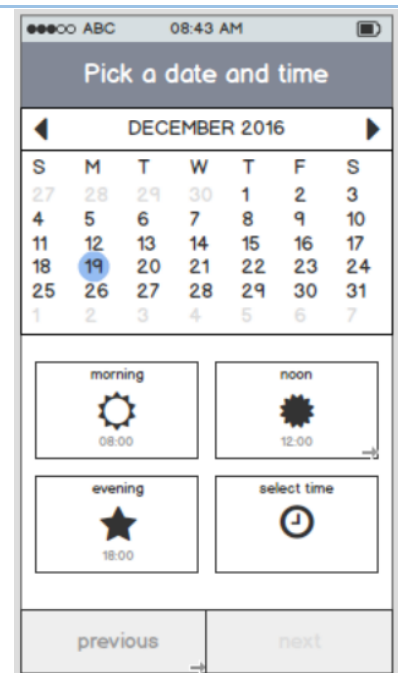 ABC 08:43 AM
Pick a date and time
DECEMBER 2016
S M T W T F S
27 28 29 30 1 2 3
4 5 6 7 8 9 10
11 12 13 14 15 16 17
18 19 20 21 22 23 24
25 26 27 28 29 30 31
1 2 3 4 5 6 7
morning noon
08:00 12:00
evening select time
18:00
previous next